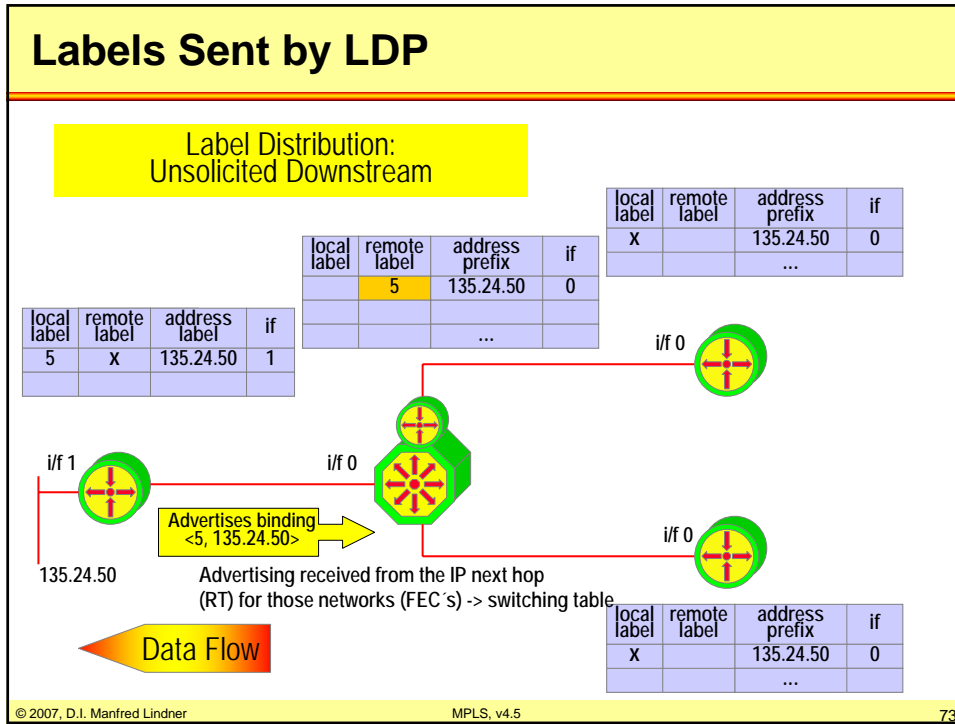 Labels Sent by LDP
Label Distribution:
Unsolicited Downstream
local label remote label address prefix if
x 135.24.50 0
...
local label remote label address prefix if
5 135.24.50 0
...
local label remote label address label if
5 x 135.24.50 1
i/f 0
i/f 1
i/f 0
Advertises binding
<5, 135.24.50>
i/f 0
135.24.50
Advertising received from the IP next hop
(RT) for those networks (FEC´s) -> switching table
local label remote label address prefix if
x 135.24.50 0
...
Data Flow
© 2007, D.I. Manfred Lindner
MPLS, v4.5
73